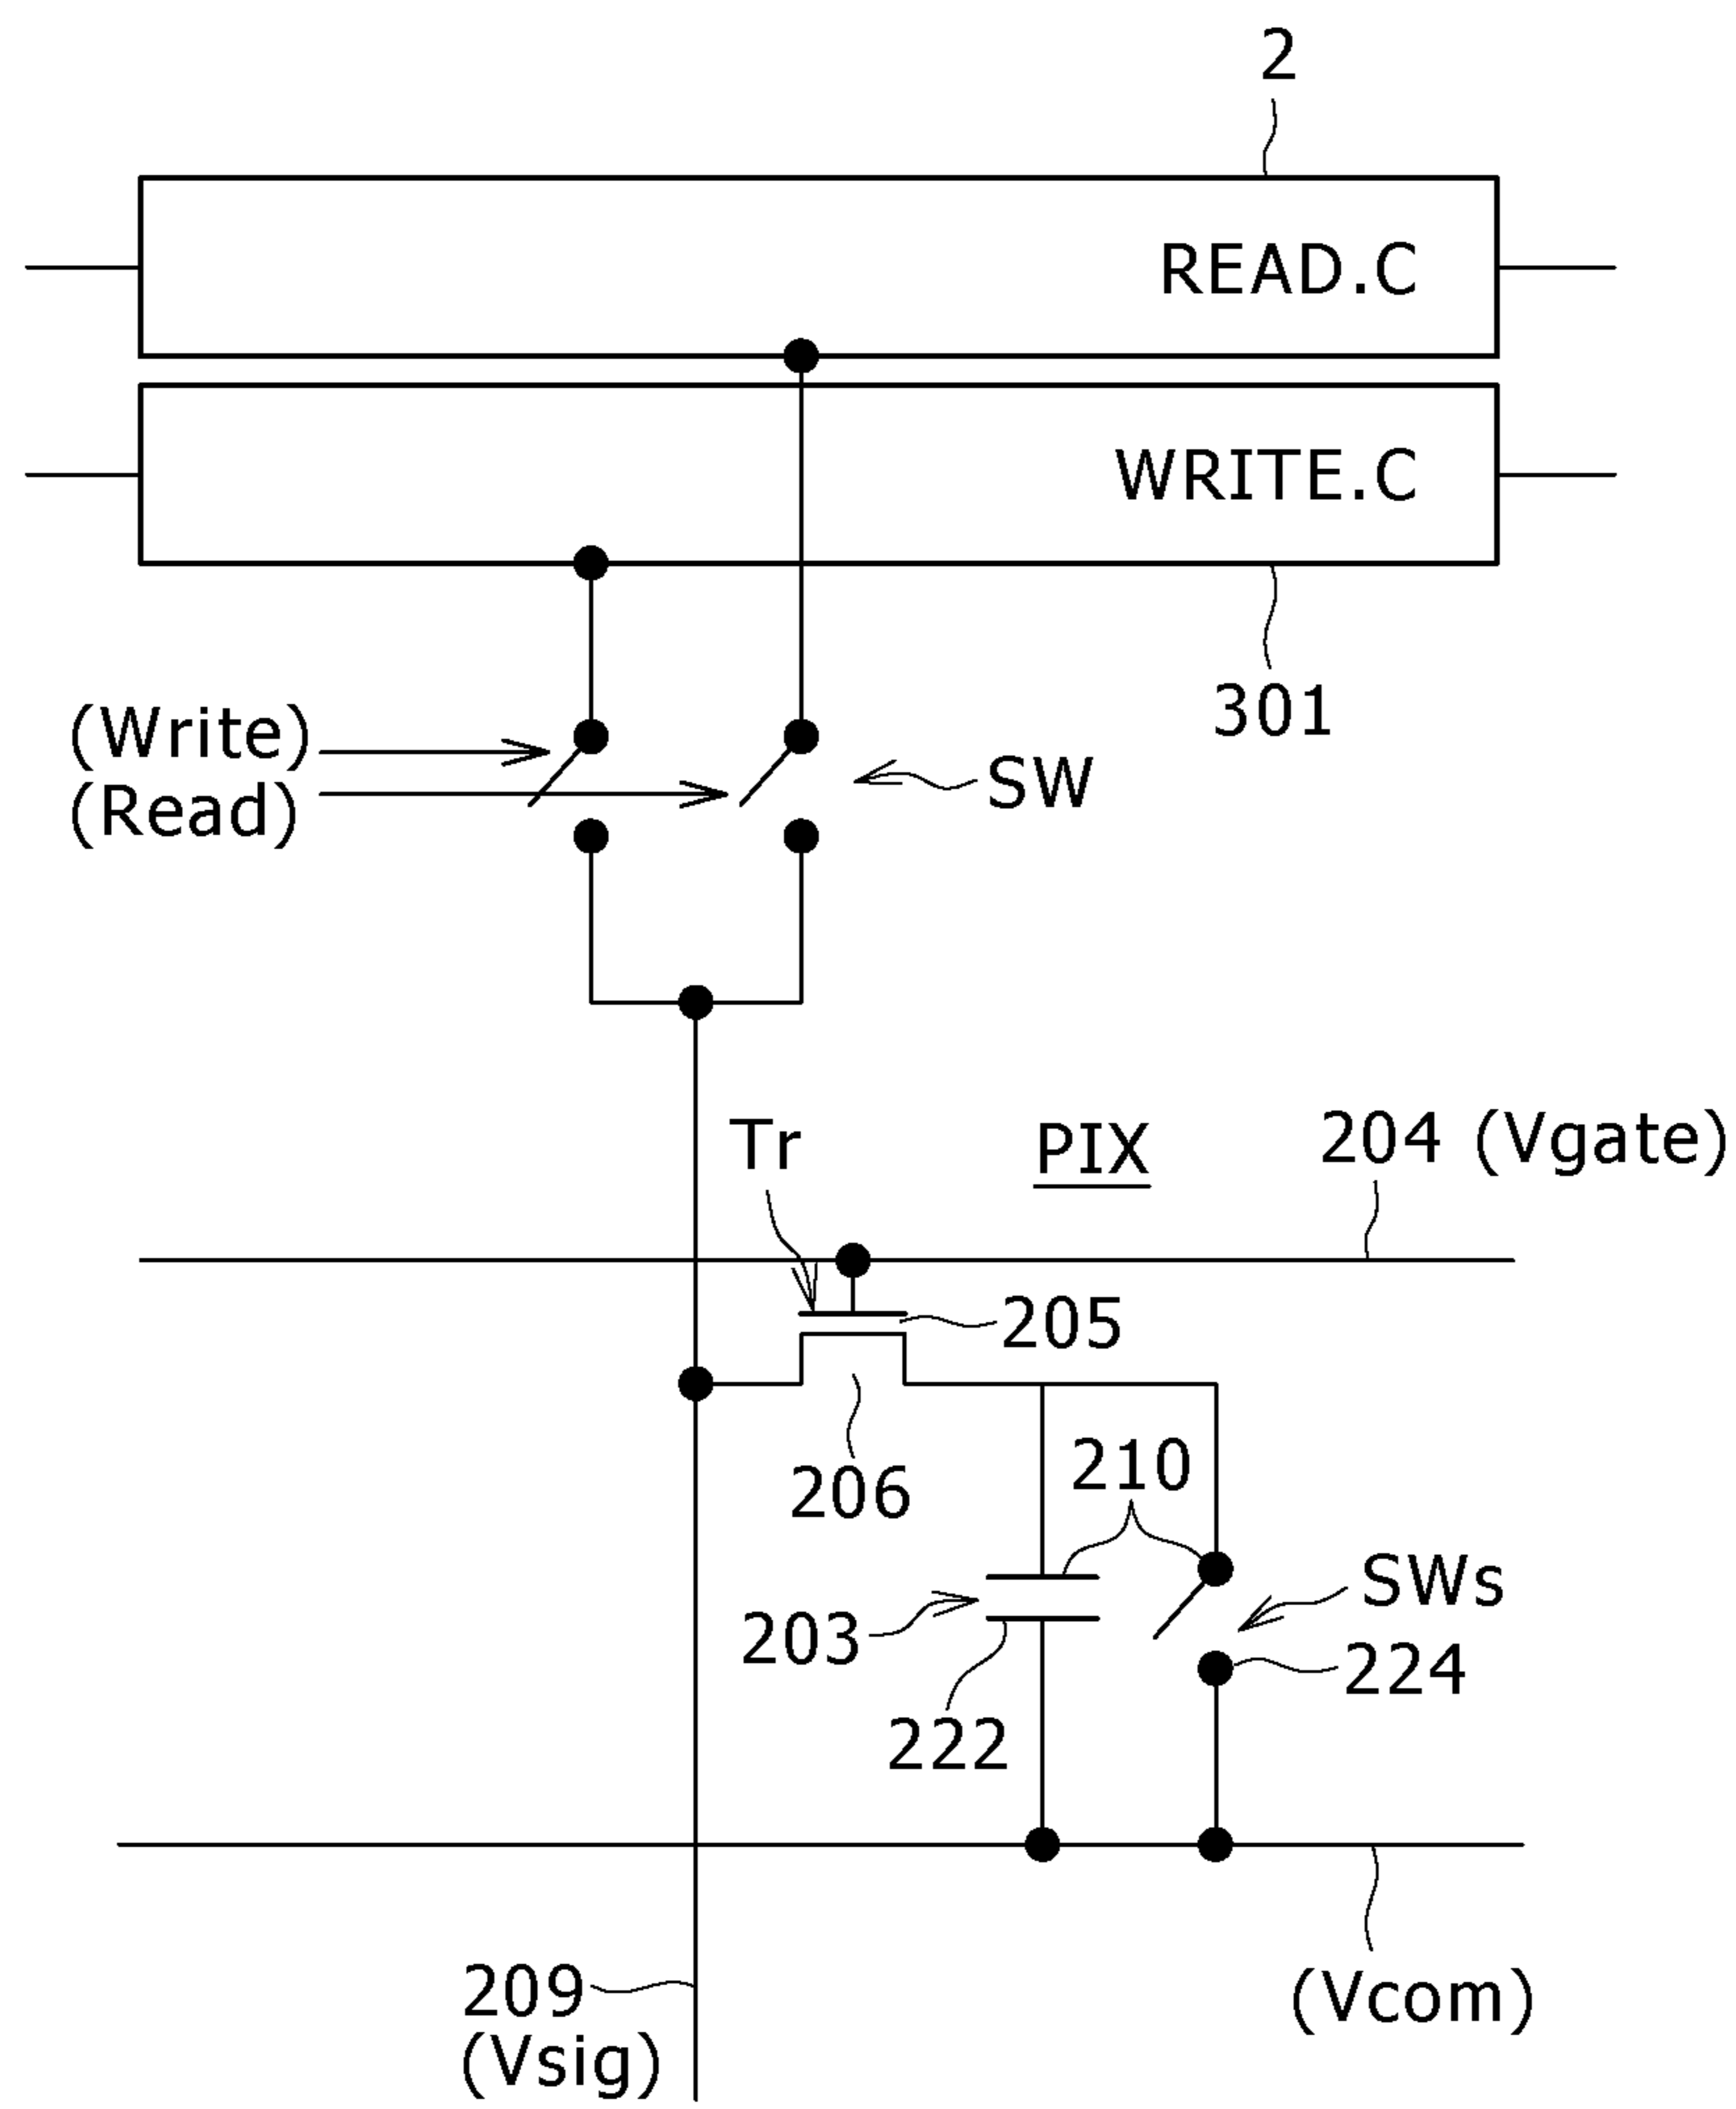 2
READ.C
WRITE.C
301
(Write)
(Read)
SW
Tr
PIX
204 (Vgate)
205
206
210
SWs
203
224
222
209
(Vsig)
(Vcom)